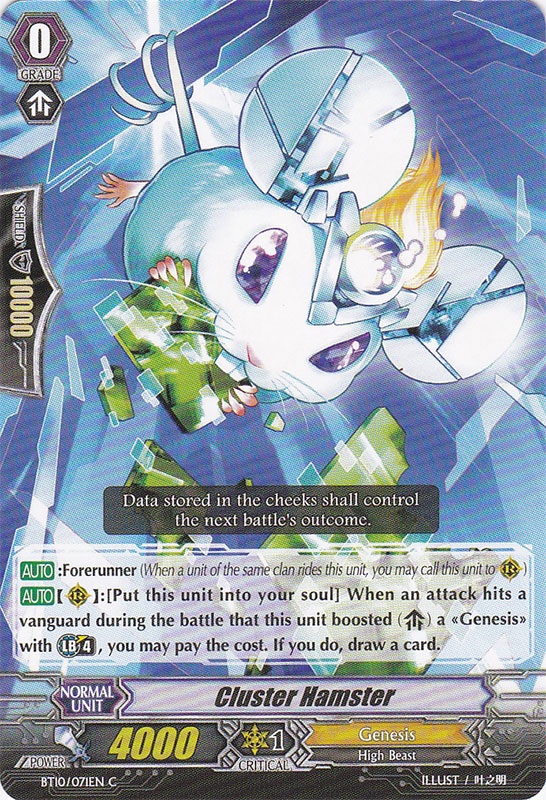 0
GRADE
SHIELD
10000
Data stored in the cheeks shall control
the next battle's outcome.
AUTO :Forerunner (When a unit of the same clan rides this unit, you may call this unit to R )
AUTO 【 R 】:[Put this unit into your soul] When an attack hits a
vanguard during the battle that this unit boosted ( ) a «Genesis»
with LB 4 , you may pay the cost. If you do, draw a card.
NORMAL
UNIT
Cluster Hamster
POWER
4000
1
CRITICAL
Genesis
High Beast
BT10/071EN C
ILLUST / 叶之明